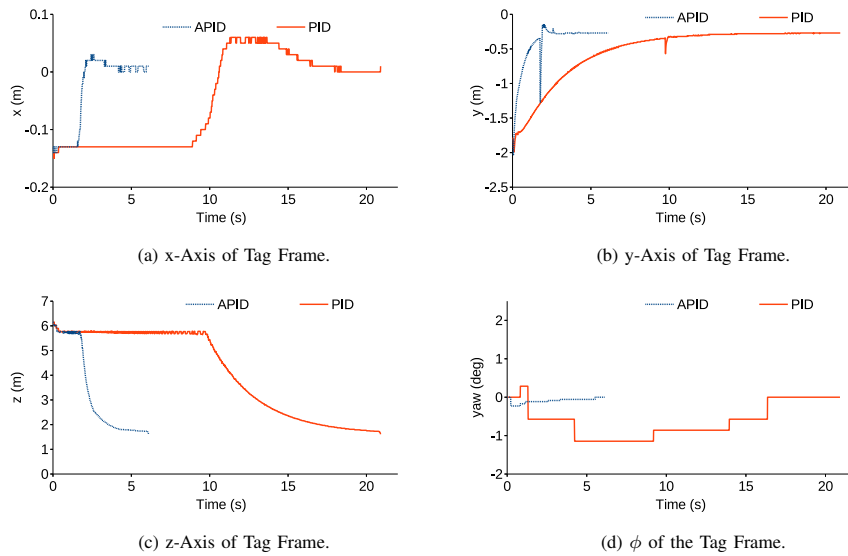 APID PID
0.1
0
-0.1
-0.2
x (m)
0 5 10 15 20
Time (s)
(a) x-Axis of Tag Frame.
APID PID
0
-0.5
-1
-1.5
-2
-2.5
y (m)
0 5 10 15 20
Time (s)
(b) y-Axis of Tag Frame.
APID PID
7
6
5
4
3
2
1
0
z (m)
0 5 10 15 20
Time (s)
(c) z-Axis of Tag Frame.
APID PID
2
1
0
-1
-2
yaw (deg)
0 5 10 15 20
Time (s)
(d) ϕ of the Tag Frame.